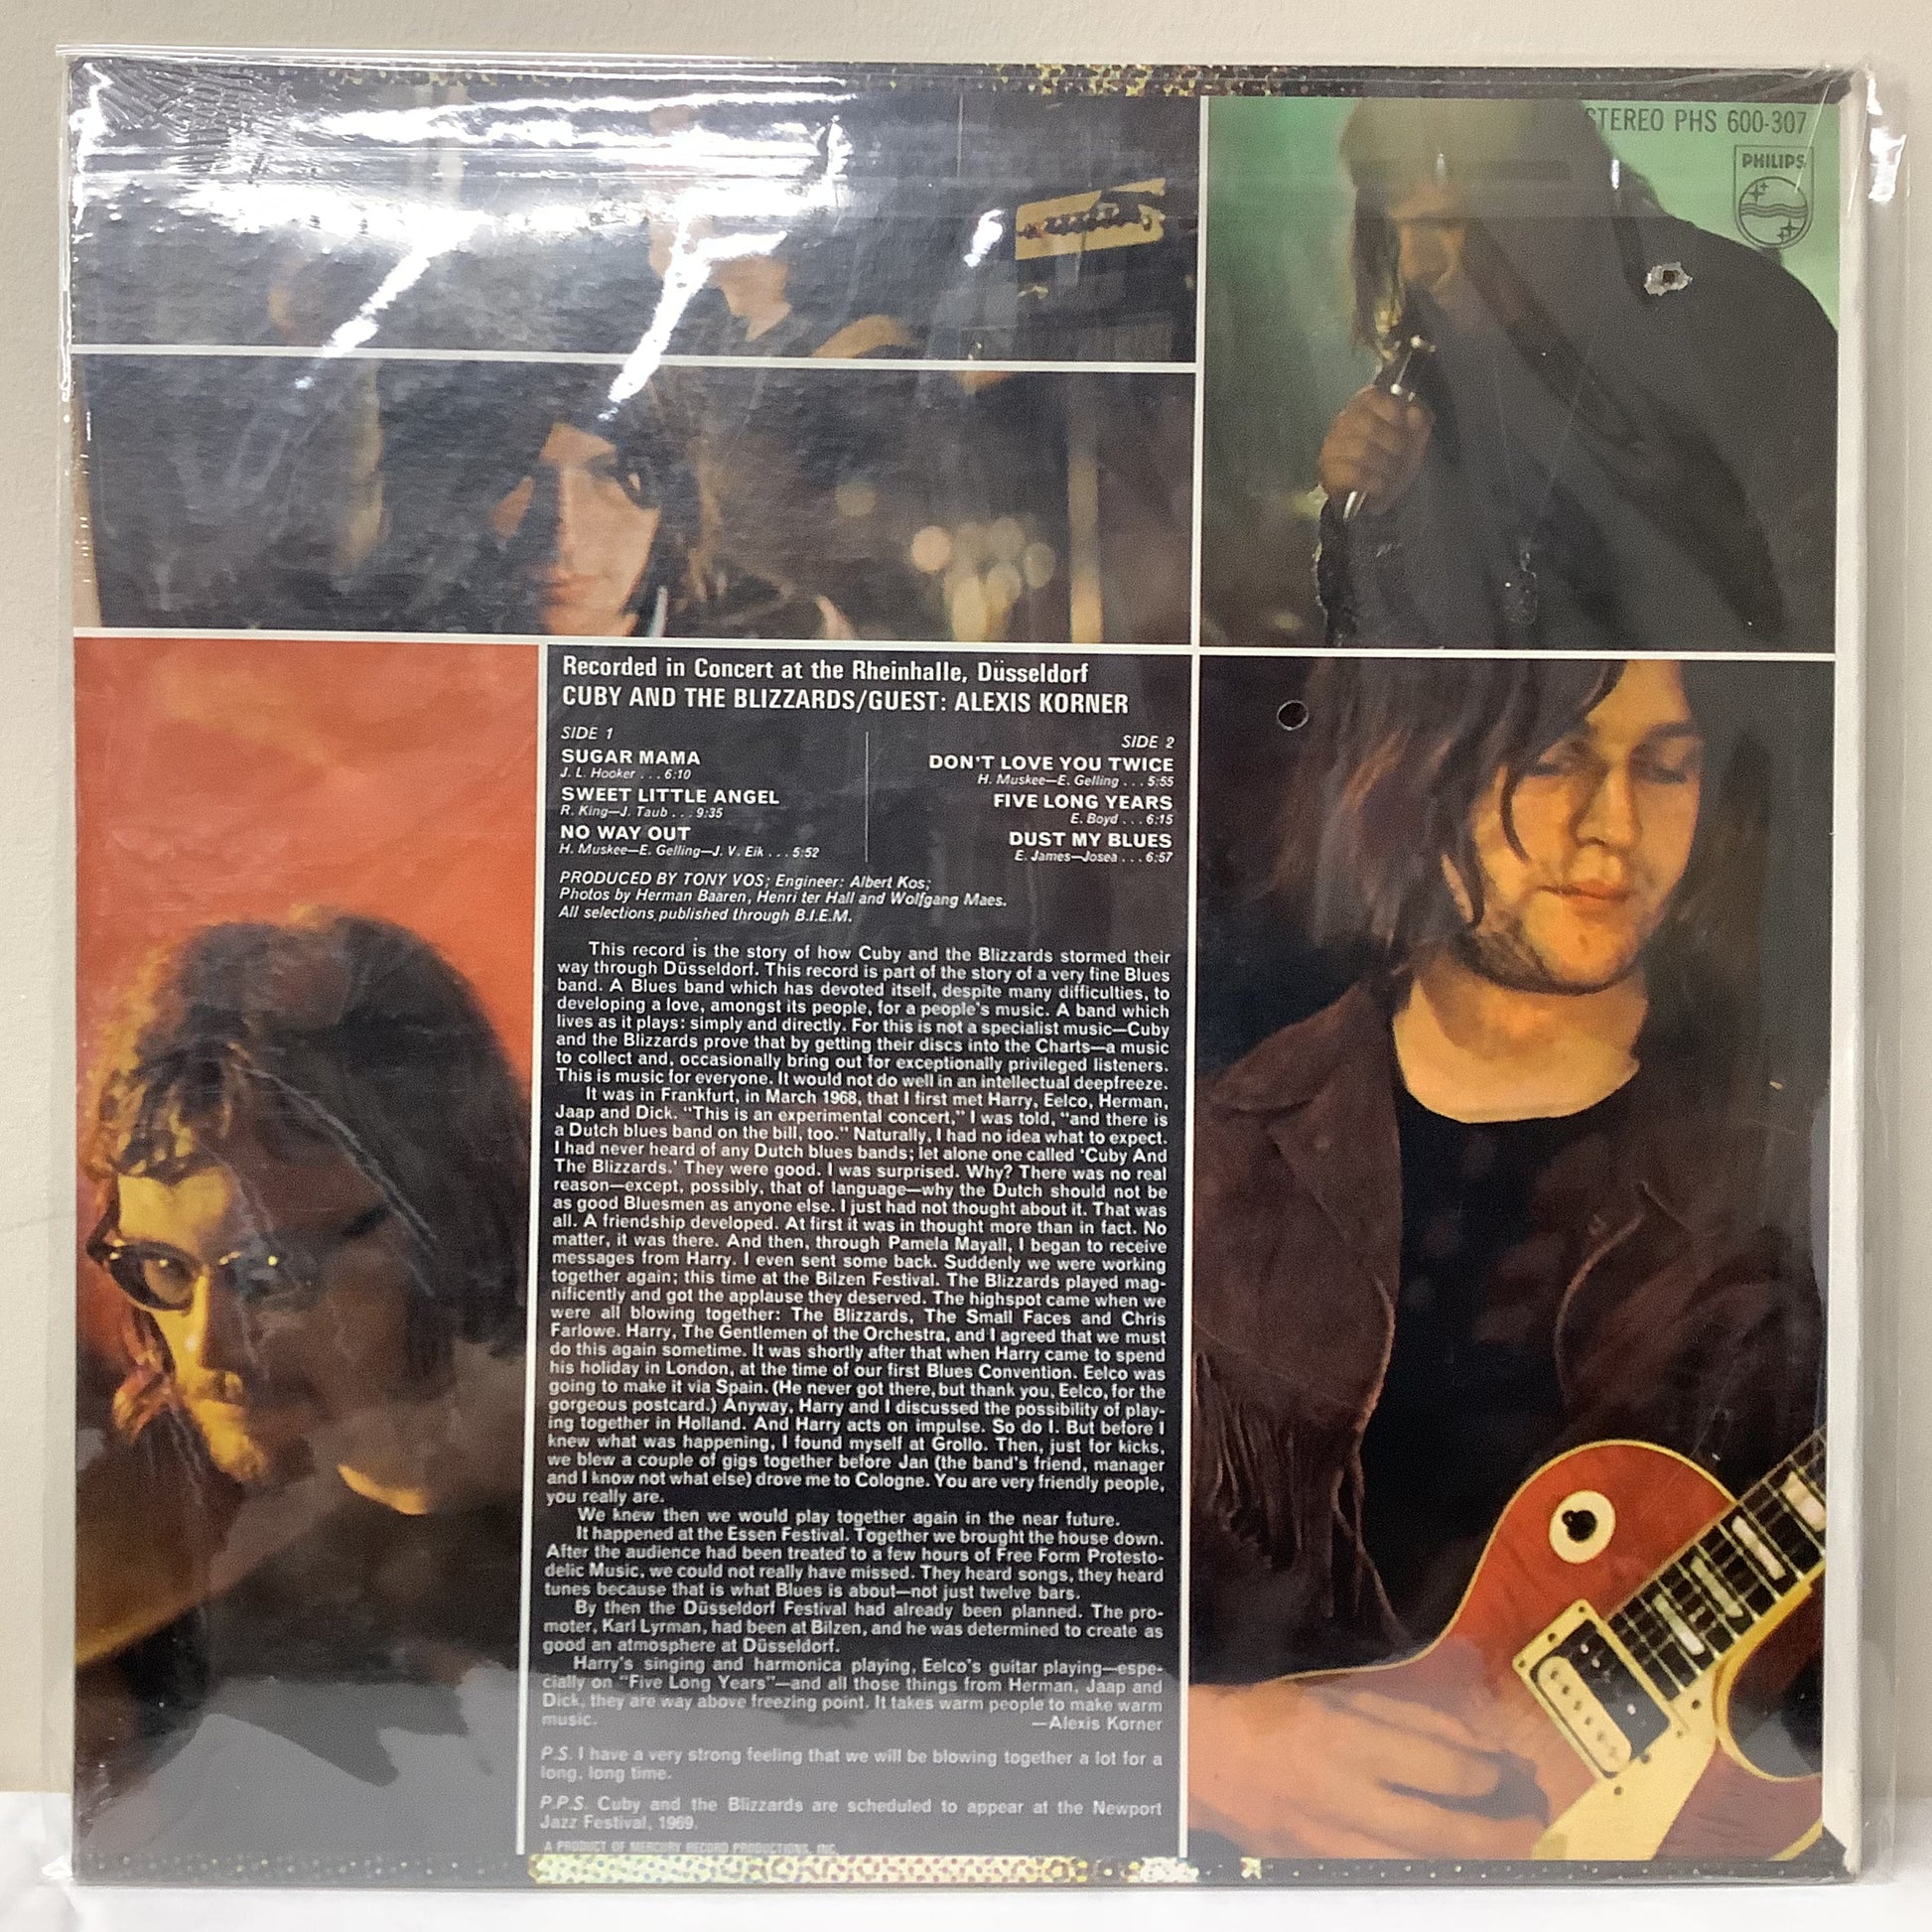 STEREO PHS 600-307
PHILIPS
Recorded in Concert at the Rheinhalle, Düsseldorf
CUBY AND THE BLIZZARDS/GUEST: ALEXIS KORNER
SIDE 1
SUGAR MAMA
J. L. Hooker . . . 6:10
SWEET LITTLE ANGEL
R. King—J. Taub . . . 9:35
NO WAY OUT
H. Muskee—E. Gelling—J. V. Eik . . . 5:52
SIDE 2
DON'T LOVE YOU TWICE
H. Muskee—E. Gelling . . . 5:55
FIVE LONG YEARS
E. Boyd . . . 6:15
DUST MY BLUES
E. James—Josea . . . 6:57
PRODUCED BY TONY VOS; Engineer: Albert Kos;
Photos by Herman Baaren, Henri ter Hall and Wolfgang Maes.
All selections published through B.I.E.M.
This record is the story of how Cuby and the Blizzards stormed their
way through Düsseldorf. This record is part of the story of a very fine Blues
band. A Blues band which has devoted itself, despite many difficulties, to
developing a love, amongst its people, for a people's music. A band which
lives as it plays: simply and directly. For this is not a specialist music—Cuby
and the Blizzards prove that by getting their discs into the Charts—a music
to collect and, occasionally bring out for exceptionally privileged listeners.
This is music for everyone. It would not do well in an intellectual deepfreeze.
It was in Frankfurt, in March 1968, that I first met Harry, Eelco, Herman,
Jaap and Dick. "This is an experimental concert," I was told, "and there is
a Dutch blues band on the bill, too." Naturally, I had no idea what to expect.
I had never heard of any Dutch blues bands; let alone one called 'Cuby And
The Blizzards.' They were good. I was surprised. Why? There was no real
reason—except, possibly, that of language—why the Dutch should not be
as good Bluesmen as anyone else. I just had not thought about it. That was
all. A friendship developed. At first it was in thought more than in fact. No
matter, it was there. And then, through Pamela Mayall, I began to receive
messages from Harry. I even sent some back. Suddenly we were working
together again; this time at the Bilzen Festival. The Blizzards played mag-
nificently and got the applause they deserved. The highspot came when we
were all blowing together: The Blizzards, The Small Faces and Chris
Farlowe. Harry, The Gentlemen of the Orchestra, and I agreed that we must
do this again sometime. It was shortly after that when Harry came to spend
his holiday in London, at the time of our first Blues Convention. Eelco was
going to make it via Spain. (He never got there, but thank you, Eelco, for the
gorgeous postcard.) Anyway, Harry and I discussed the possibility of play-
ing together in Holland. And Harry acts on impulse. So do I. But before I
knew what was happening, I found myself at Grollo. Then, just for kicks,
we blew a couple of gigs together before Jan (the band's friend, manager
and I know not what else) drove me to Cologne. You are very friendly people,
you really are.
We knew then we would play together again in the near future.
It happened at the Essen Festival. Together we brought the house down.
After the audience had been treated to a few hours of Free Form Protesto-
delic Music, we could not really have missed. They heard songs, they heard
tunes because that is what Blues is about—not just twelve bars.
By then the Düsseldorf Festival had already been planned. The pro-
moter, Karl Lyrman, had been at Bilzen, and he was determined to create as
good an atmosphere at Düsseldorf.
Harry's singing and harmonica playing, Eelco's guitar playing—espe-
cially on "Five Long Years"—and all those things from Herman, Jaap and
Dick, they are way above freezing point. It takes warm people to make warm
music.
—Alexis Korner
P.S. I have a very strong feeling that we will be blowing together a lot for a
long, long time.
P.P.S. Cuby and the Blizzards are scheduled to appear at the Newport
Jazz Festival, 1969.
A PRODUCT OF MERCURY RECORD PRODUCTIONS, INC.